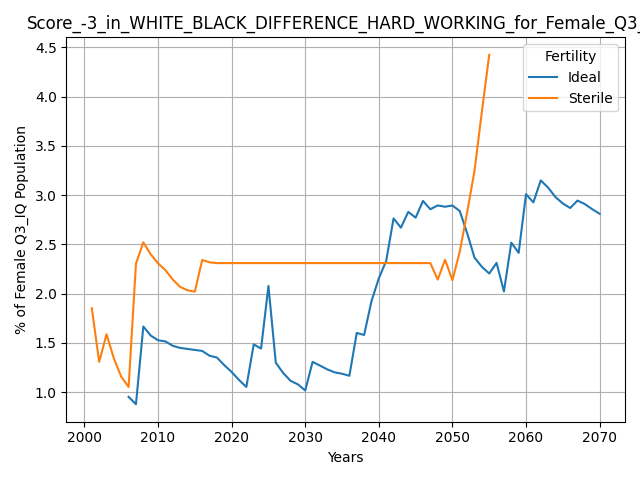 Score_-3_in_WHITE_BLACK_DIFFERENCE_HARD_WORKING_for_Female_Q3_
4.5
4.0
3.5
3.0
2.5
2.0
1.5
1.0
% of Female Q3_IQ Population
Fertility
Ideal
Sterile
2000 2010 2020 2030 2040 2050 2060 2070
Years